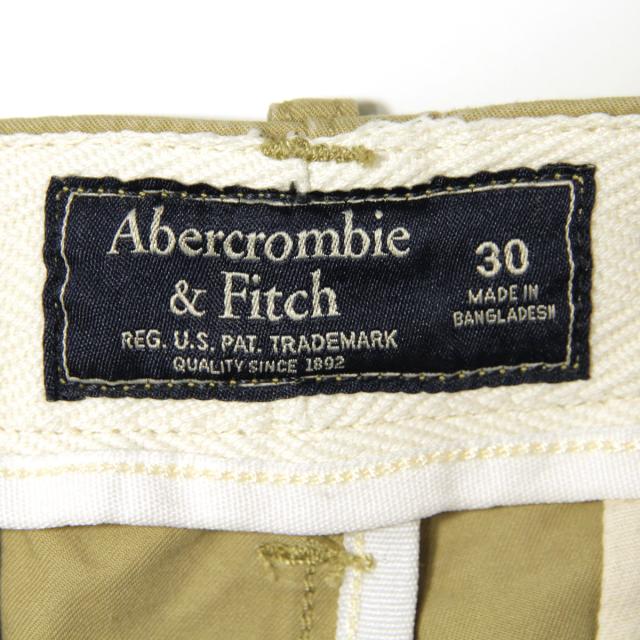 Abercrombie
& Fitch
REG. U.S. PAT. TRADEMARK
QUALITY SINCE 1892
30
MADE IN
BANGLADESH